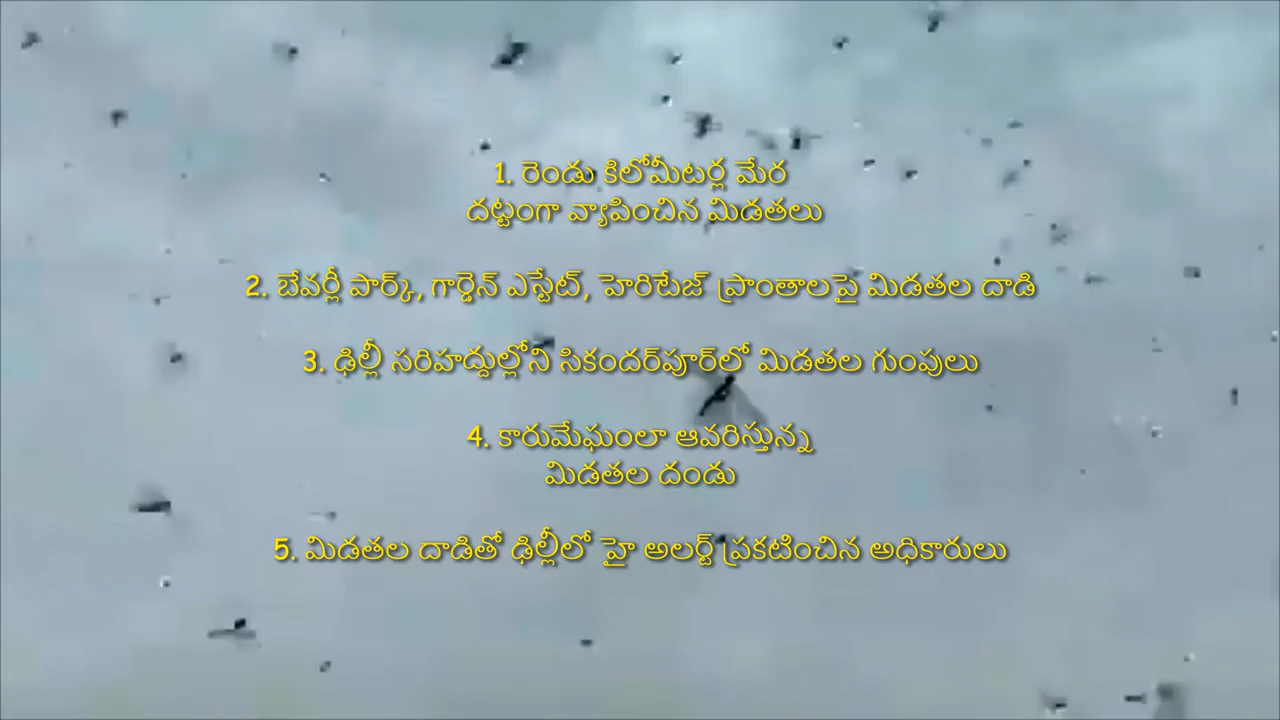 1. రెండు కిలోమీటర్ల మేర
దట్టంగా వ్యాపించిన మిడతలు
2. బేవర్లీ పార్క్, గార్డెన్ ఎస్టేట్, హెరిటేజ్ ప్రాంతాలపై మిడతల దాడి
3. ఢిల్లీ సరిహద్దుల్లోని సికందర్‌పూర్‌లో మిడతల గుంపులు
4. కారుమేఘంలా ఆవరిస్తున్న
మిడతల దండు
5. మిడతల దాడితో ఢిల్లీలో హై అలర్ట్ ప్రకటించిన అధికారులు